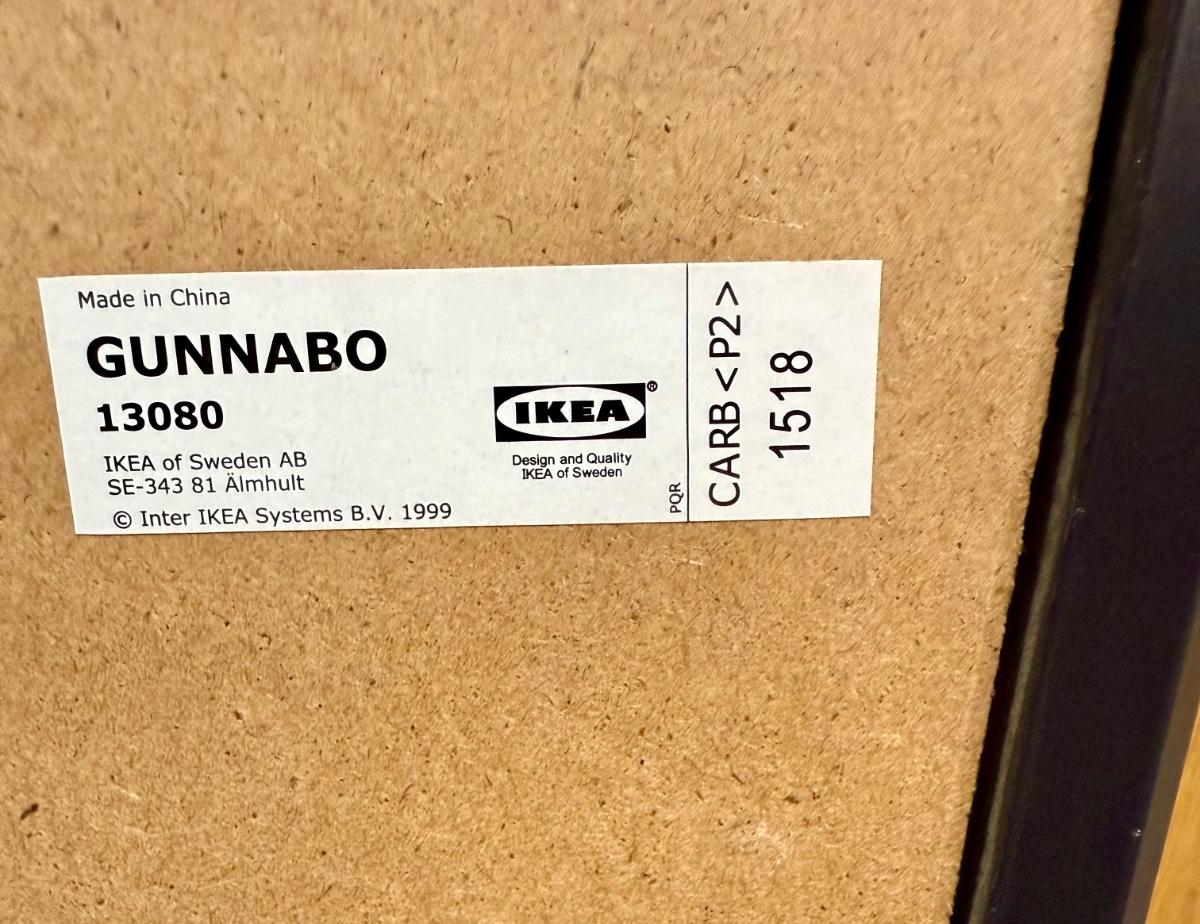 Made in China
GUNNABO
13080
IKEA of Sweden AB
SE-343 81 Älmhult
© Inter IKEA Systems B.V. 1999
IKEA®
Design and Quality
IKEA of Sweden
PQR
CARB<P2>
1518